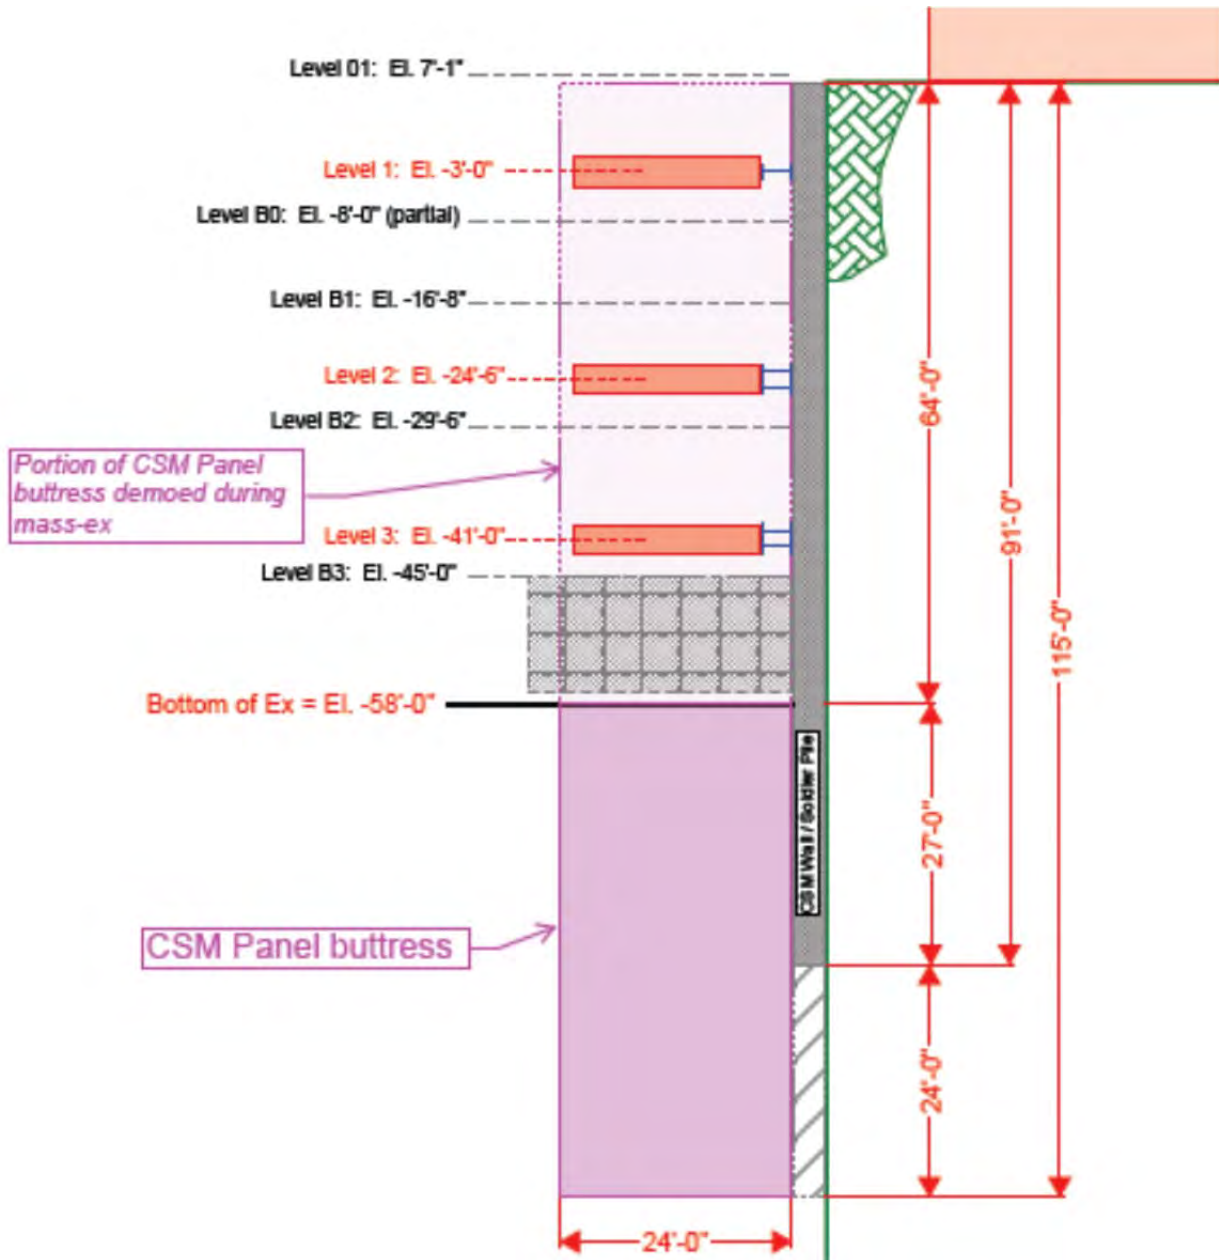 Level 01: El. 7'-1"
Level 1: El. -3'-0"
Level B0: El. -8'-0" (partial)
Level B1: El. -16'-8"
Level 2: El. -24'-6"
Level B2: El. -29'-6"
Portion of CSM Panel
buttress demoed during
mass-ex
Level 3: El. -41'-0"
Level B3: El. -45'-0"
Bottom of Ex = El. -58'-0"
CSM Wall / Soldier Pile
CSM Panel buttress
64'-0"
91'-0"
115'-0"
27'-0"
24'-0"
24'-0"